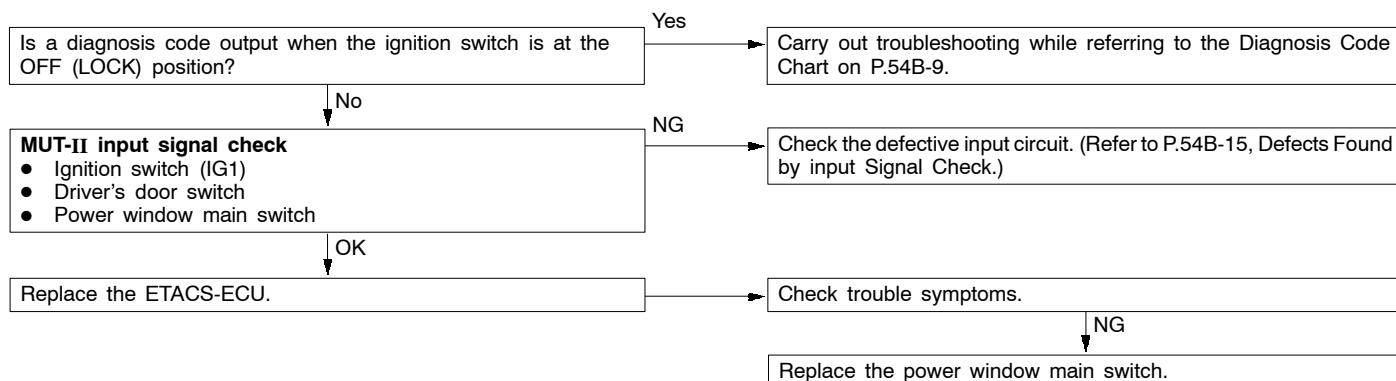 Is a diagnosis code output when the ignition switch is at the
OFF (LOCK) position?
Yes
Carry out troubleshooting while referring to the Diagnosis Code
Chart on P.54B-9.
No
MUT-II input signal check
● Ignition switch (IG1)
● Driver's door switch
● Power window main switch
NG
Check the defective input circuit. (Refer to P.54B-15, Defects Found
by input Signal Check.)
OK
Replace the ETACS-ECU.
Check trouble symptoms.
NG
Replace the power window main switch.